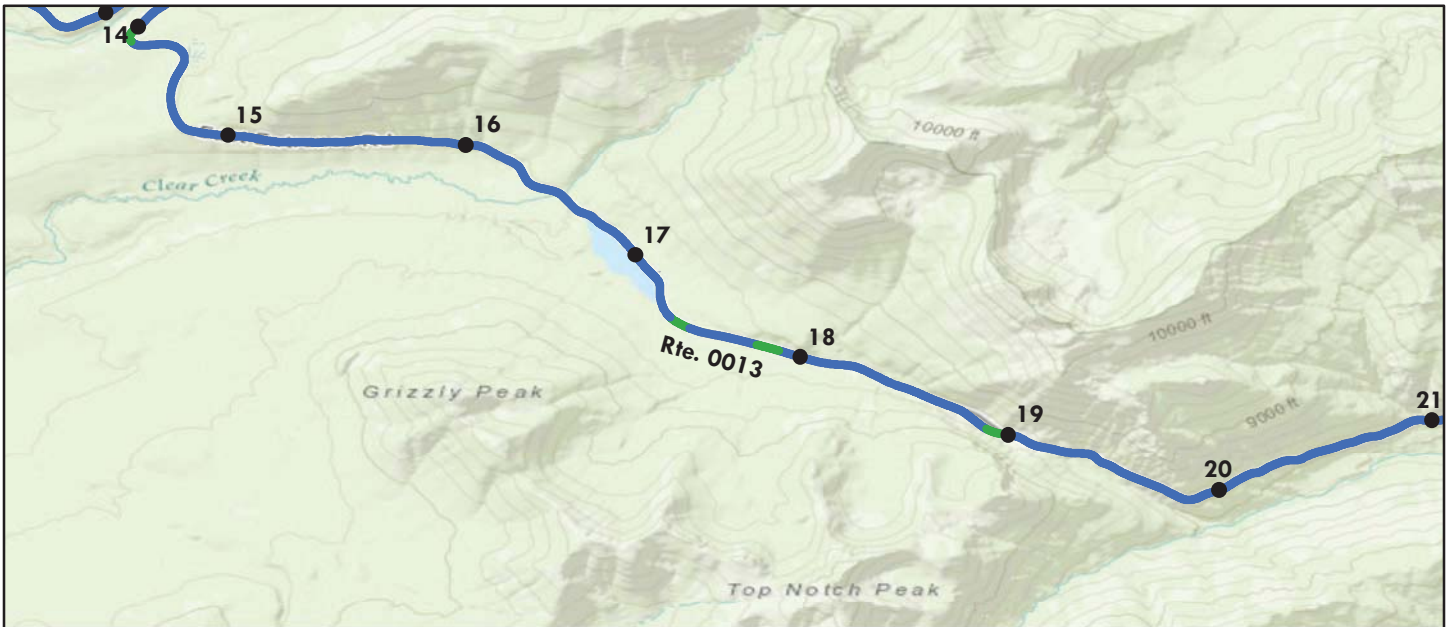 14
15
16
10000 ft
Clear Creek
17
10000 ft
18
Rte. 0013
Grizzly Peak
19
9000 ft
21
20
Top Notch Peak